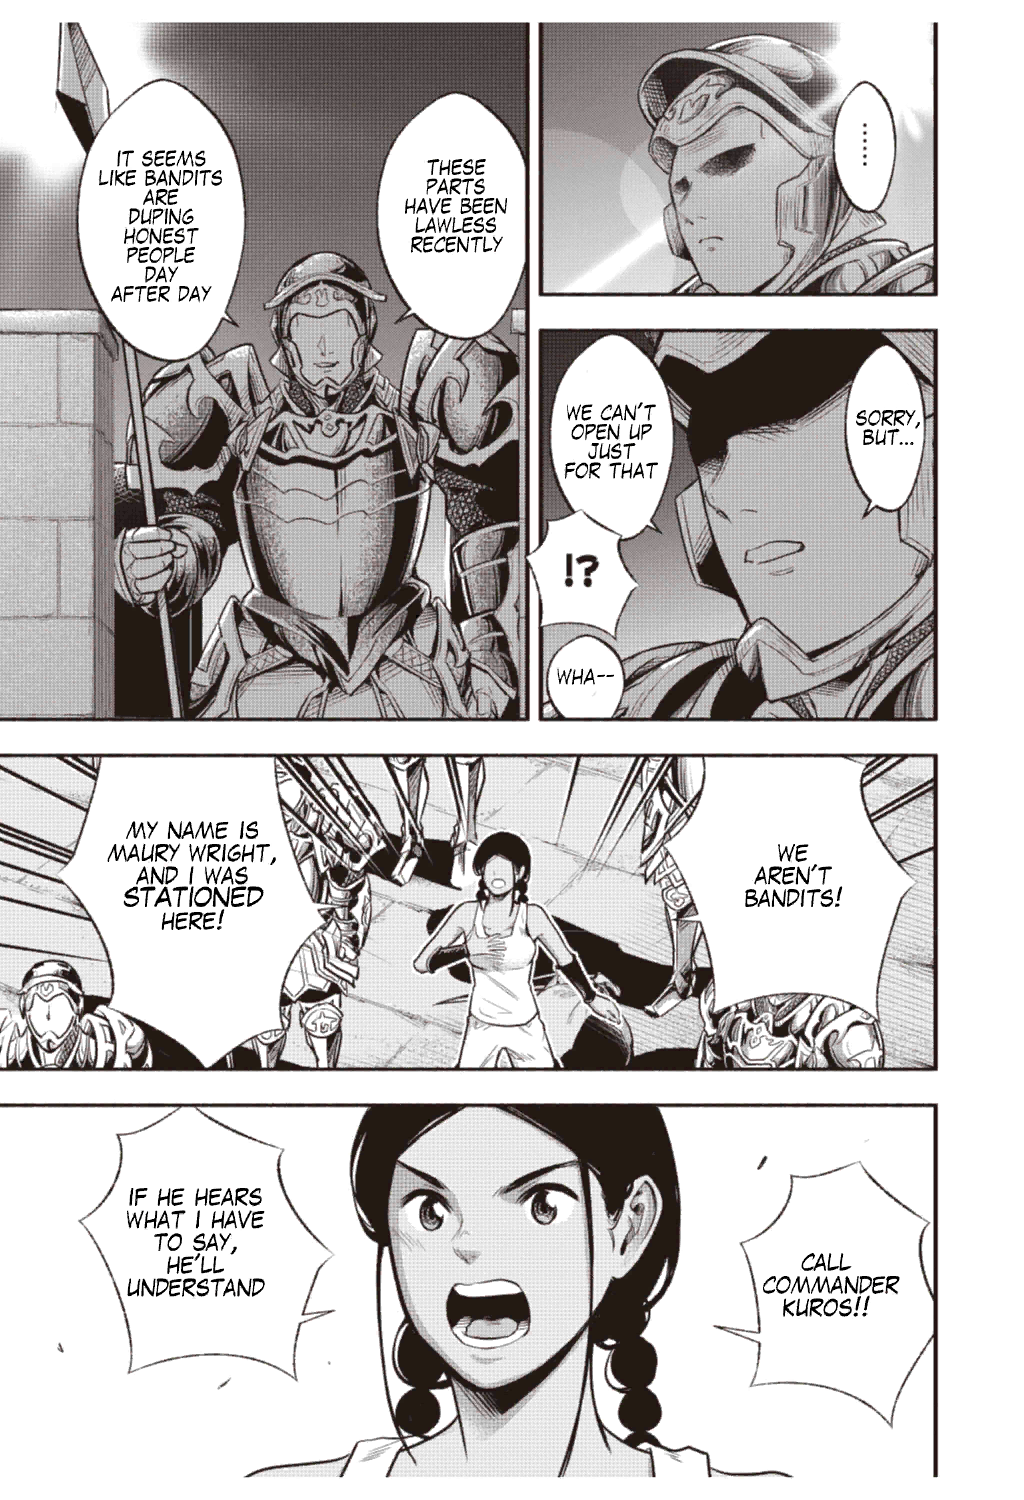 ......
SORRY,
BUT...
WE CAN'T
OPEN UP
JUST
FOR THAT
!?
WHA--
THESE
PARTS
HAVE BEEN
LAWLESS
RECENTLY
IT SEEMS
LIKE BANDITS
ARE
DUPING
HONEST
PEOPLE
DAY
AFTER DAY
WE
AREN'T
BANDITS!
MY NAME IS
MAURY WRIGHT,
AND I WAS
STATIONED
HERE!
CALL
COMMANDER
KUROS!!
IF HE HEARS
WHAT I HAVE
TO SAY,
HE'LL
UNDERSTAND